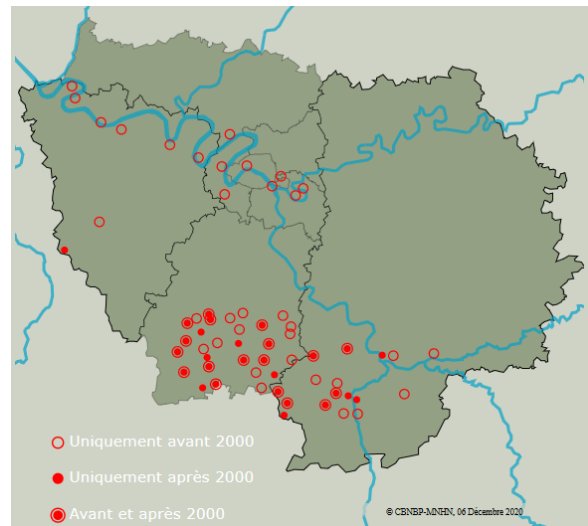 Uniquement avant 2000
Uniquement après 2000
Avant et après 2000
© CBNBP-MNHN, 06 Décembre 2020